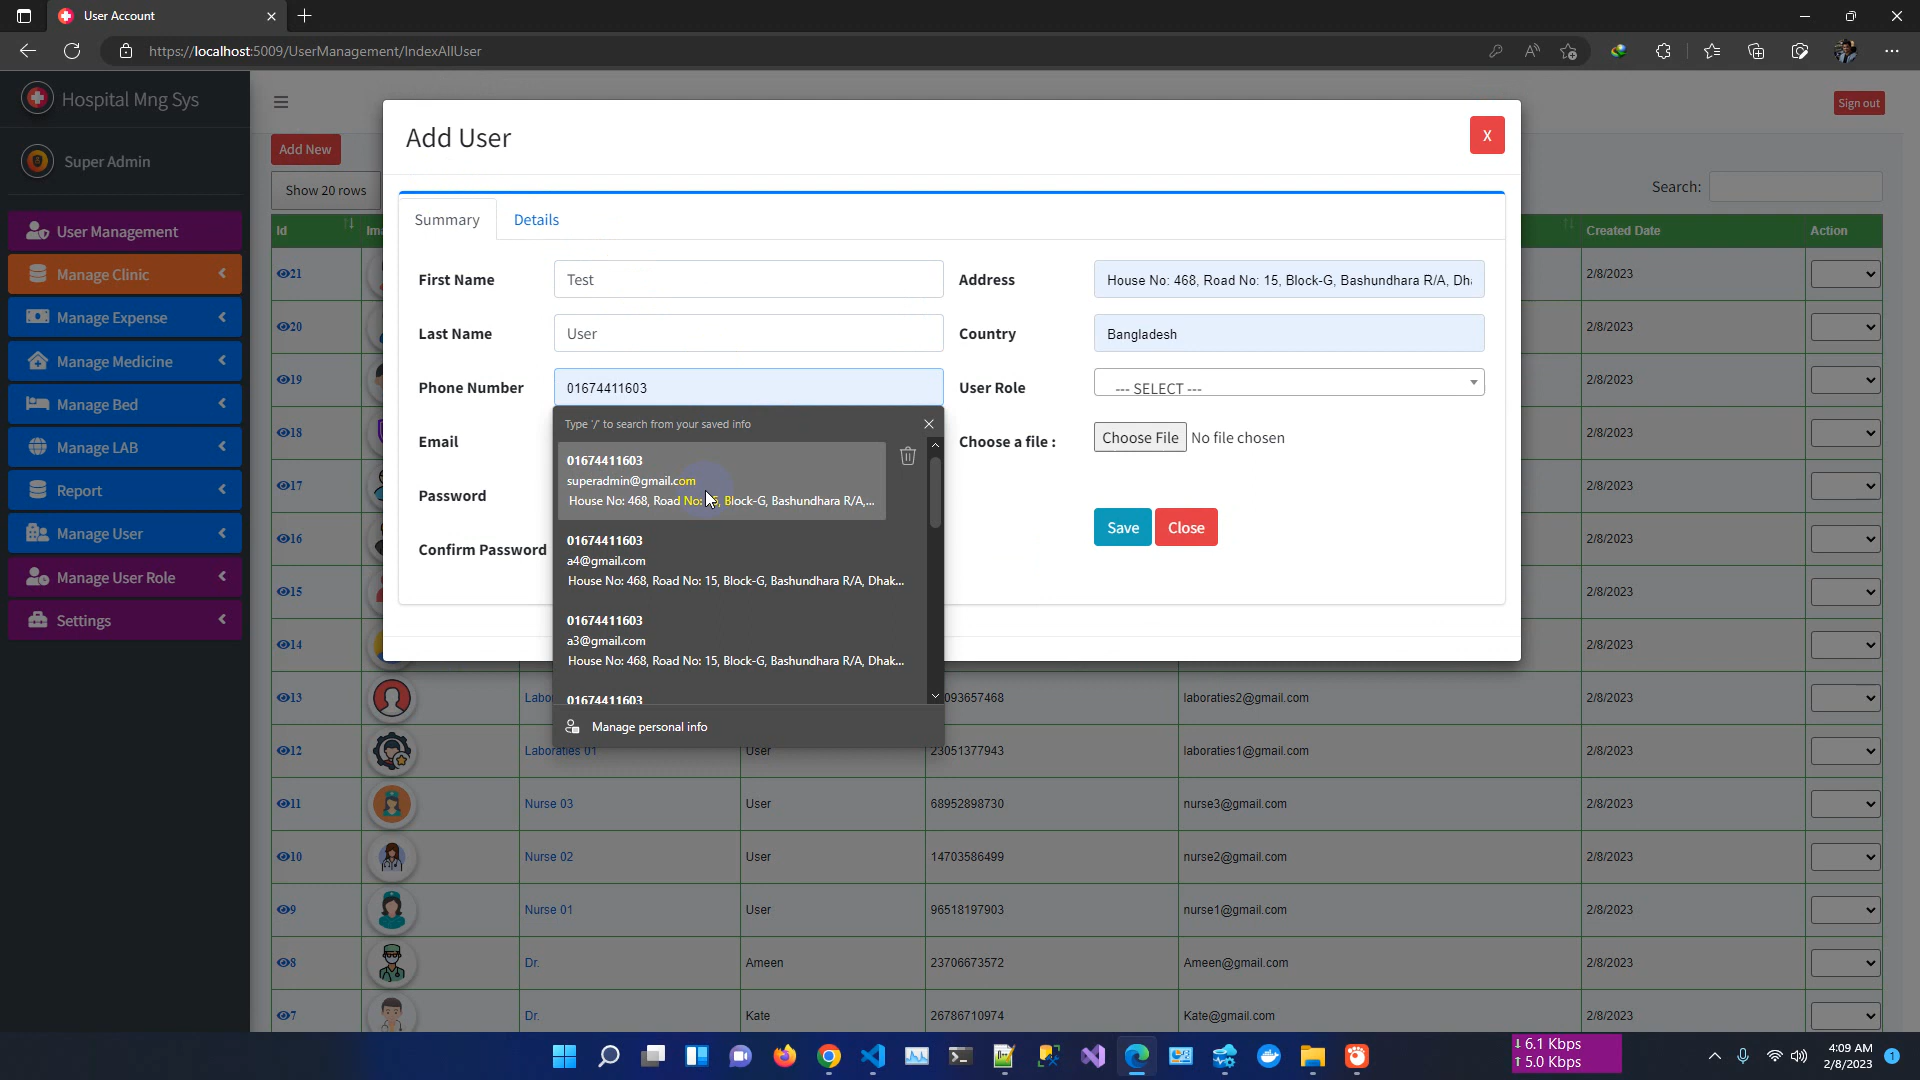 User Account
https://localhost:5009/UserManagement/IndexAllUser
Hospital Mng Sys
Sign out
Add User
X
Super Admin
Add New
Show 20 rows
Search:
Summary
Details
Id
Created Date
Action
User Management
Manage Clinic
Manage Expense
Manage Medicine
Manage Bed
Manage LAB
Report
Manage User
Manage User Role
Settings
First Name
Test
Address
House No: 468, Road No: 15, Block-G, Bashundhara R/A,
Last Name
User
Country
Bangladesh
Phone Number
01674411603
User Role
--- SELECT ---
Email
Choose a file :
Choose File No file chosen
Password
Confirm Password
Save
Close
Type '/' to search from your saved info
01674411603
superadmin@gmail.com
House No: 468, Road No: 15, Block-G, Bashundhara R/A,...
01674411603
a4@gmail.com
House No: 468, Road No: 15, Block-G, Bashundhara R/A, Dhak...
01674411603
a3@gmail.com
House No: 468, Road No: 15, Block-G, Bashundhara R/A, Dhak...
01674411603
Manage personal info
21 2/8/2023
20 2/8/2023
19 2/8/2023
18 2/8/2023
17 2/8/2023
16 2/8/2023
15 2/8/2023
14 2/8/2023
13 093657468 laboraties2@gmail.com 2/8/2023
12 Laboraties 01 User 23051377943 laboraties1@gmail.com 2/8/2023
11 Nurse 03 User 68952898730 nurse3@gmail.com 2/8/2023
10 Nurse 02 User 14703586499 nurse2@gmail.com 2/8/2023
9 Nurse 01 User 96518197903 nurse1@gmail.com 2/8/2023
8 Dr. Ameen 23706673572 Ameen@gmail.com 2/8/2023
7 Dr. Kate 26786710974 Kate@gmail.com 2/8/2023
↓ 6.1 Kbps
↑ 5.0 Kbps
4:09 AM
2/8/2023
1